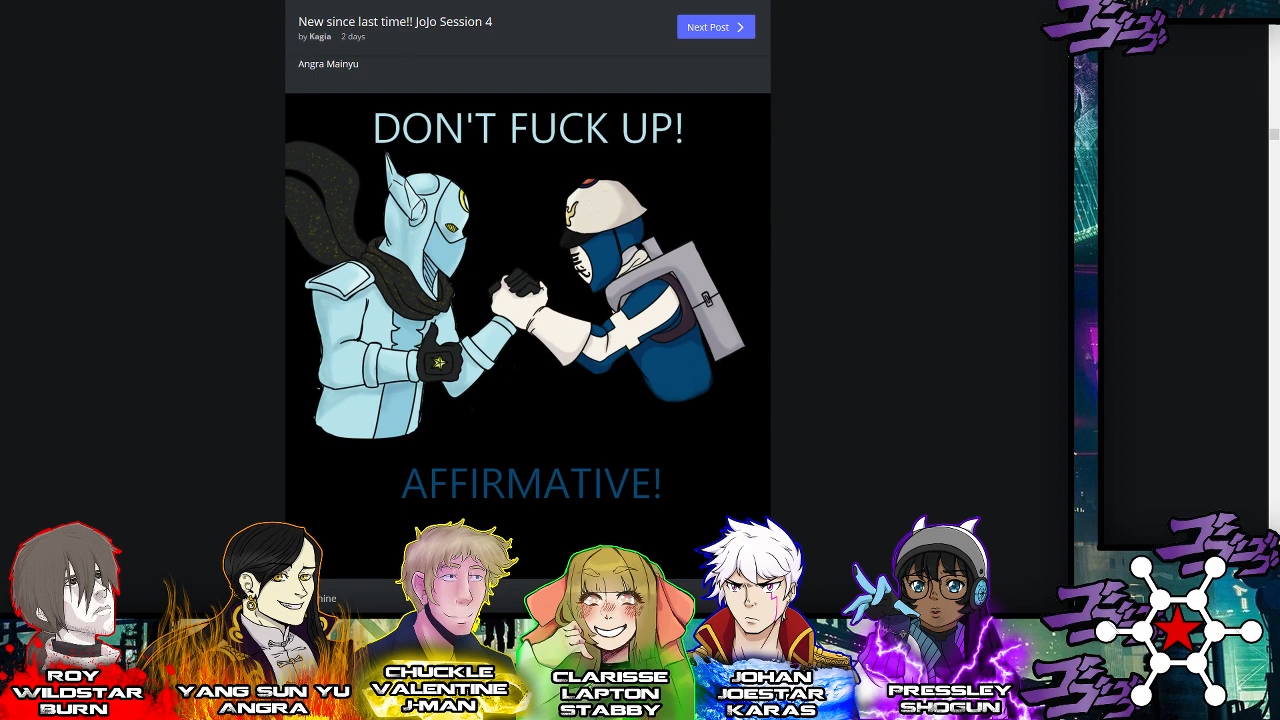 New since last time!! JoJo Session 4
by Kagia 2 days
Next Post
Angra Mainyu
DON'T FUCK UP!
AFFIRMATIVE!
ROY
WILDSTAR
BURN
YANG SUN YU
ANGRA
CHUCKLE
VALENTINE
J-MAN
CLARISSE
LAPTON
STABBY
JOHAN
JOESTAR
KARAS
PRESSLEY
SHOGUN